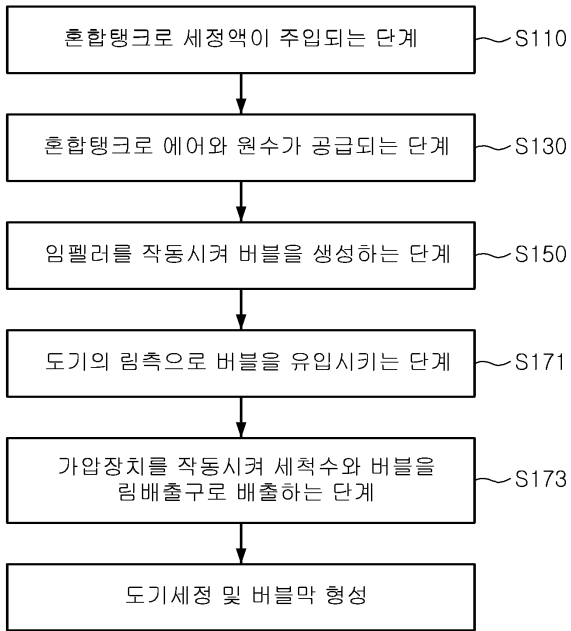 혼합탱크로 세정액이 주입되는 단계
S110
혼합탱크로 에어와 원수가 공급되는 단계
S130
임펠러를 작동시켜 버블을 생성하는 단계
S150
도기의 림측으로 버블을 유입시키는 단계
S171
가압장치를 작동시켜 세척수와 버블을
림배출구로 배출하는 단계
S173
도기세정 및 버블막 형성